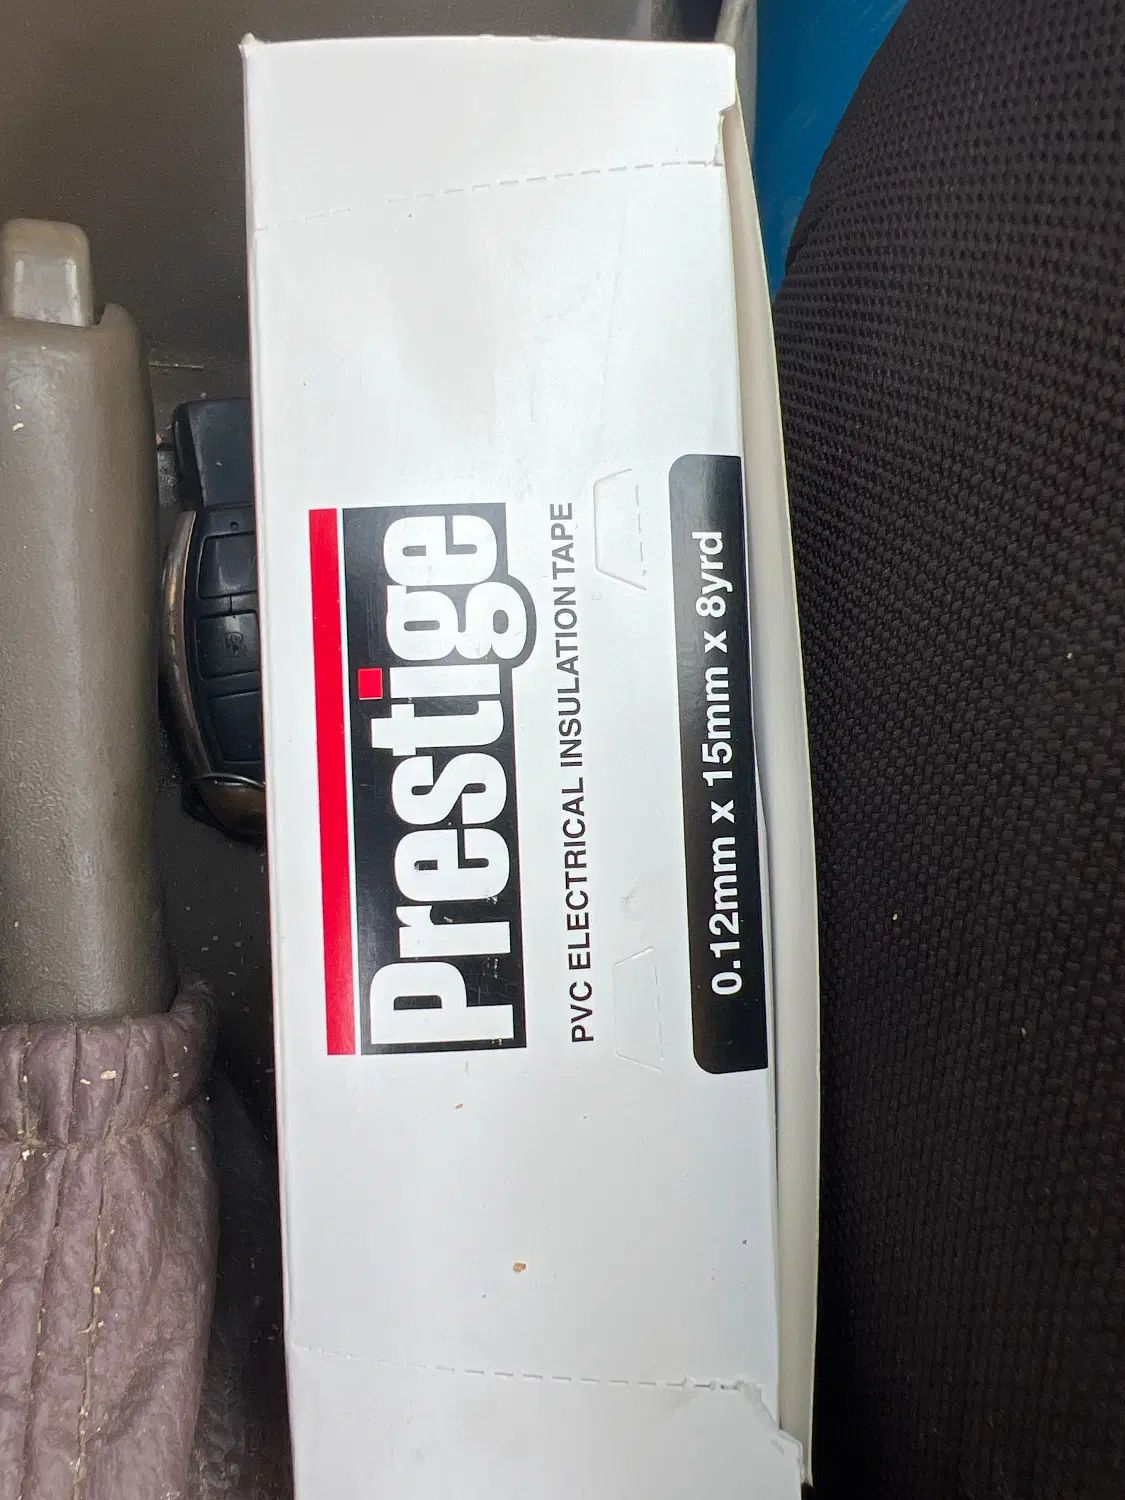 Prestige
PVC ELECTRICAL INSULATION TAPE
0.12mm x 15mm x 8yrd